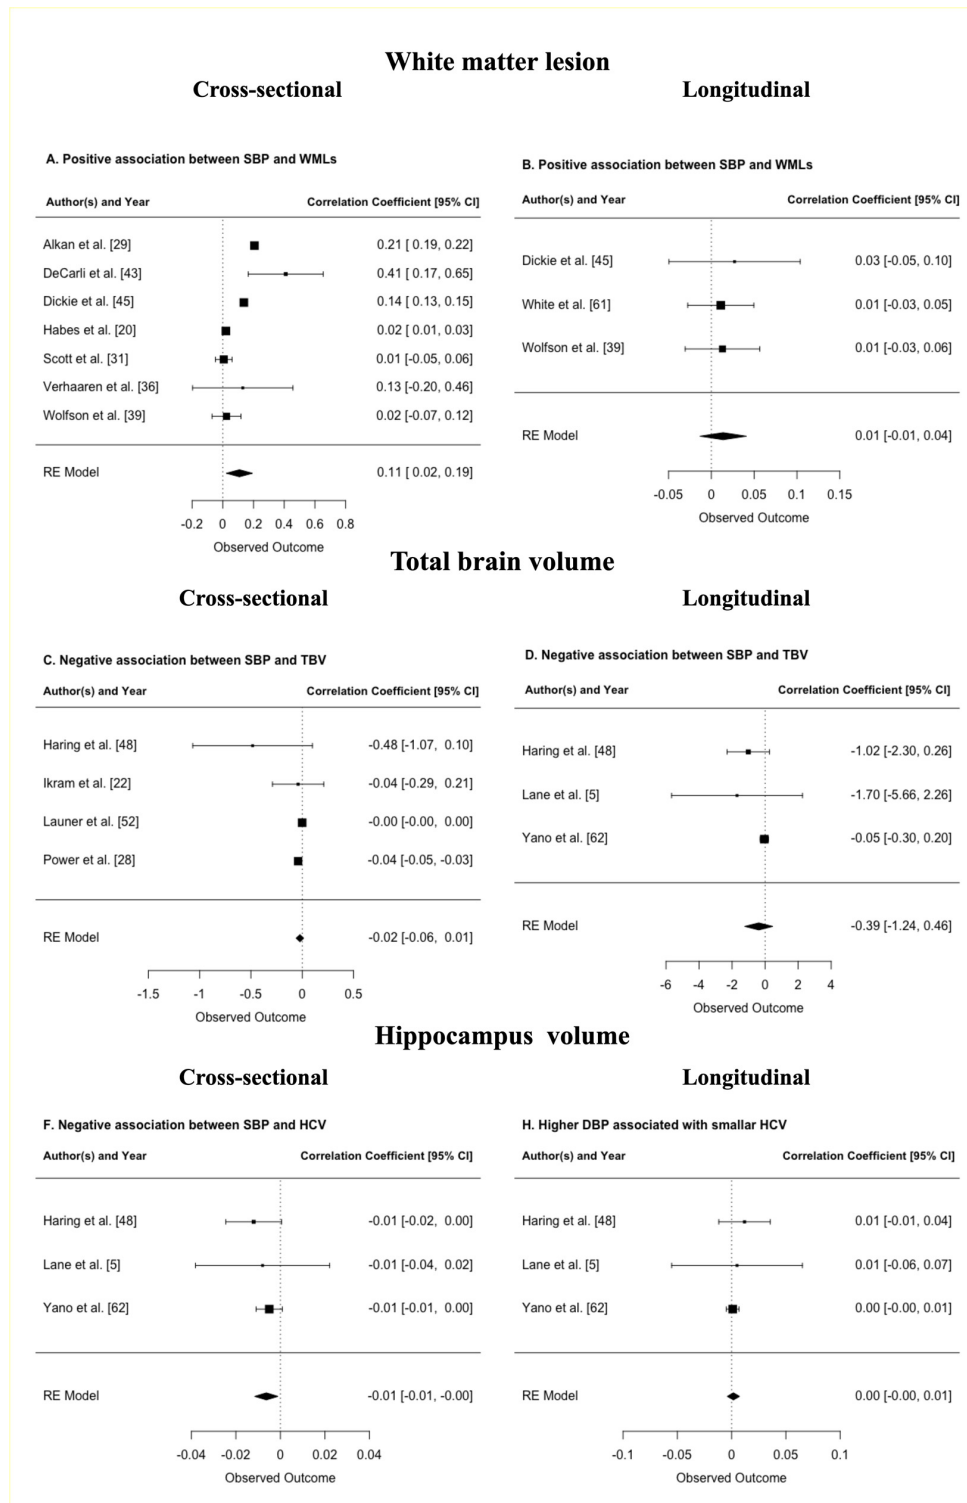 White matter lesion
Cross-sectional
Longitudinal
A. Positive association between SBP and WMLs
Author(s) and Year Correlation Coefficient [95% CI]
Alkan et al. [29] 0.21 [ 0.19, 0.22]
DeCarli et al. [43] 0.41 [ 0.17, 0.65]
Dickie et al. [45] 0.14 [ 0.13, 0.15]
Habes et al. [20] 0.02 [ 0.01, 0.03]
Scott et al. [31] 0.01 [-0.05, 0.06]
Verhaaren et al. [36] 0.13 [-0.20, 0.46]
Wolfson et al. [39] 0.02 [-0.07, 0.12]
RE Model 0.11 [ 0.02, 0.19]
-0.2 0 0.2 0.4 0.6 0.8
Observed Outcome
B. Positive association between SBP and WMLs
Author(s) and Year Correlation Coefficient [95% CI]
Dickie et al. [45] 0.03 [-0.05, 0.10]
White et al. [61] 0.01 [-0.03, 0.05]
Wolfson et al. [39] 0.01 [-0.03, 0.06]
RE Model 0.01 [-0.01, 0.04]
-0.05 0 0.05 0.1 0.15
Observed Outcome
Total brain volume
Cross-sectional
Longitudinal
C. Negative association between SBP and TBV
Author(s) and Year Correlation Coefficient [95% CI]
Haring et al. [48] -0.48 [-1.07, 0.10]
Ikram et al. [22] -0.04 [-0.29, 0.21]
Launer et al. [52] -0.00 [-0.00, 0.00]
Power et al. [28] -0.04 [-0.05, -0.03]
RE Model -0.02 [-0.06, 0.01]
-1.5 -1 -0.5 0 0.5
Observed Outcome
D. Negative association between SBP and TBV
Author(s) and Year Correlation Coefficient [95% CI]
Haring et al. [48] -1.02 [-2.30, 0.26]
Lane et al. [5] -1.70 [-5.66, 2.26]
Yano et al. [62] -0.05 [-0.30, 0.20]
RE Model -0.39 [-1.24, 0.46]
-6 -4 -2 0 2 4
Observed Outcome
Hippocampus volume
Cross-sectional
Longitudinal
F. Negative association between SBP and HCV
Author(s) and Year Correlation Coefficient [95% CI]
Haring et al. [48] -0.01 [-0.02, 0.00]
Lane et al. [5] -0.01 [-0.04, 0.02]
Yano et al. [62] -0.01 [-0.01, 0.00]
RE Model -0.01 [-0.01, -0.00]
-0.04 -0.02 0 0.02 0.04
Observed Outcome
H. Higher DBP associated with smallar HCV
Author(s) and Year Correlation Coefficient [95% CI]
Haring et al. [48] 0.01 [-0.01, 0.04]
Lane et al. [5] 0.01 [-0.06, 0.07]
Yano et al. [62] 0.00 [-0.00, 0.01]
RE Model 0.00 [-0.00, 0.01]
-0.1 -0.05 0 0.05 0.1
Observed Outcome